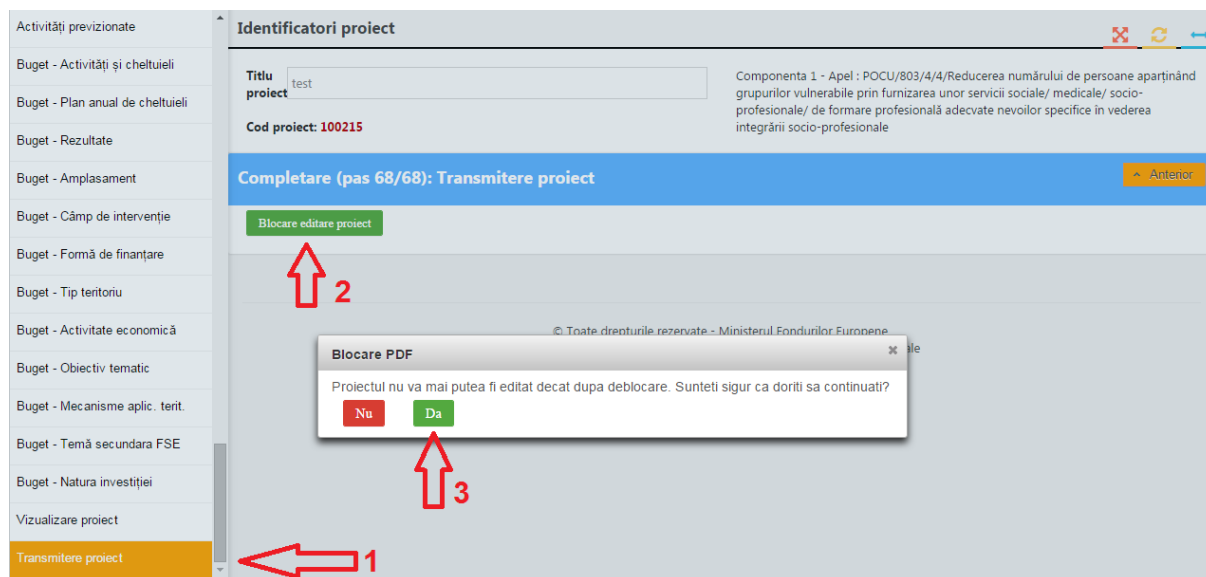 Activități previzionate
Buget - Activități și cheltuieli
Buget - Plan anual de cheltuieli
Buget - Rezultate
Buget - Amplasament
Buget - Câmp de intervenție
Buget - Formă de finanțare
Buget - Tip teritoriu
Buget - Activitate economică
Buget - Obiectiv tematic
Buget - Mecanisme aplic. terit.
Buget - Temă secundara FSE
Buget - Natura investiției
Vizualizare proiect
Transmitere proiect
1
Identificatori proiect
Titlu
proiect
test
Cod proiect: 100215
Componenta 1 - Apel : POCU/803/4/4/Reducerea numărului de persoane aparținând
grupurilor vulnerabile prin furnizarea unor servicii sociale/ medicale/ socio-
profesionale/ de formare profesională adecvate nevoilor specifice în vederea
integrării socio-profesionale
Completare (pas 68/68): Transmitere proiect
Anterior
Blocare editare proiect
2
© Toate drepturile rezervate - Ministerul Fondurilor Europene
ale
Blocare PDF
Proiectul nu va mai putea fi editat decat dupa deblocare. Sunteti sigur ca doriti sa continuati?
Nu
Da
3